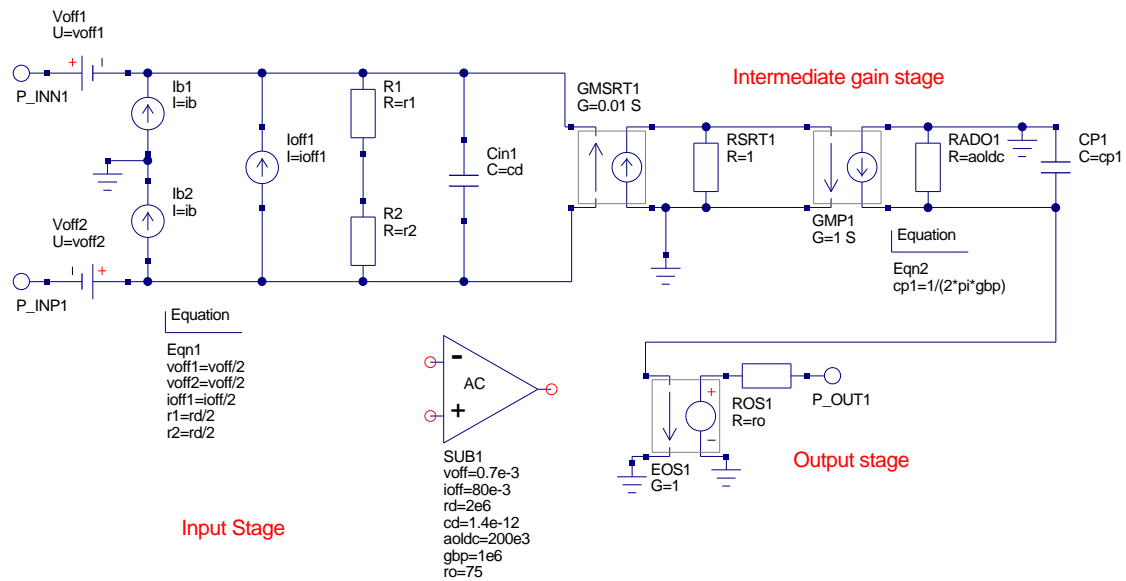 Voff1
U=voff1
+
P_INN1
Ib1
I=ib
Ioff1
I=ioff1
R1
R=r1
Cin1
C=cd
GMSRT1
G=0.01 S
Intermediate gain stage
RSRT1
R=1
RADO1
R=aoldc
CP1
C=cp1
Ib2
I=ib
R2
R=r2
Voff2
U=voff2
+
P_INP1
GMP1
G=1 S
Equation
Eqn2
cp1=1/(2*pi*gbp)
Equation
Eqn1
voff1=voff/2
voff2=voff/2
ioff1=ioff/2
r1=rd/2
r2=rd/2
-
AC
+
SUB1
voff=0.7e-3
ioff=80e-3
rd=2e6
cd=1.4e-12
aoldc=200e3
gbp=1e6
ro=75
+
−
EOS1
G=1
ROS1
R=ro
P_OUT1
Output stage
Input Stage